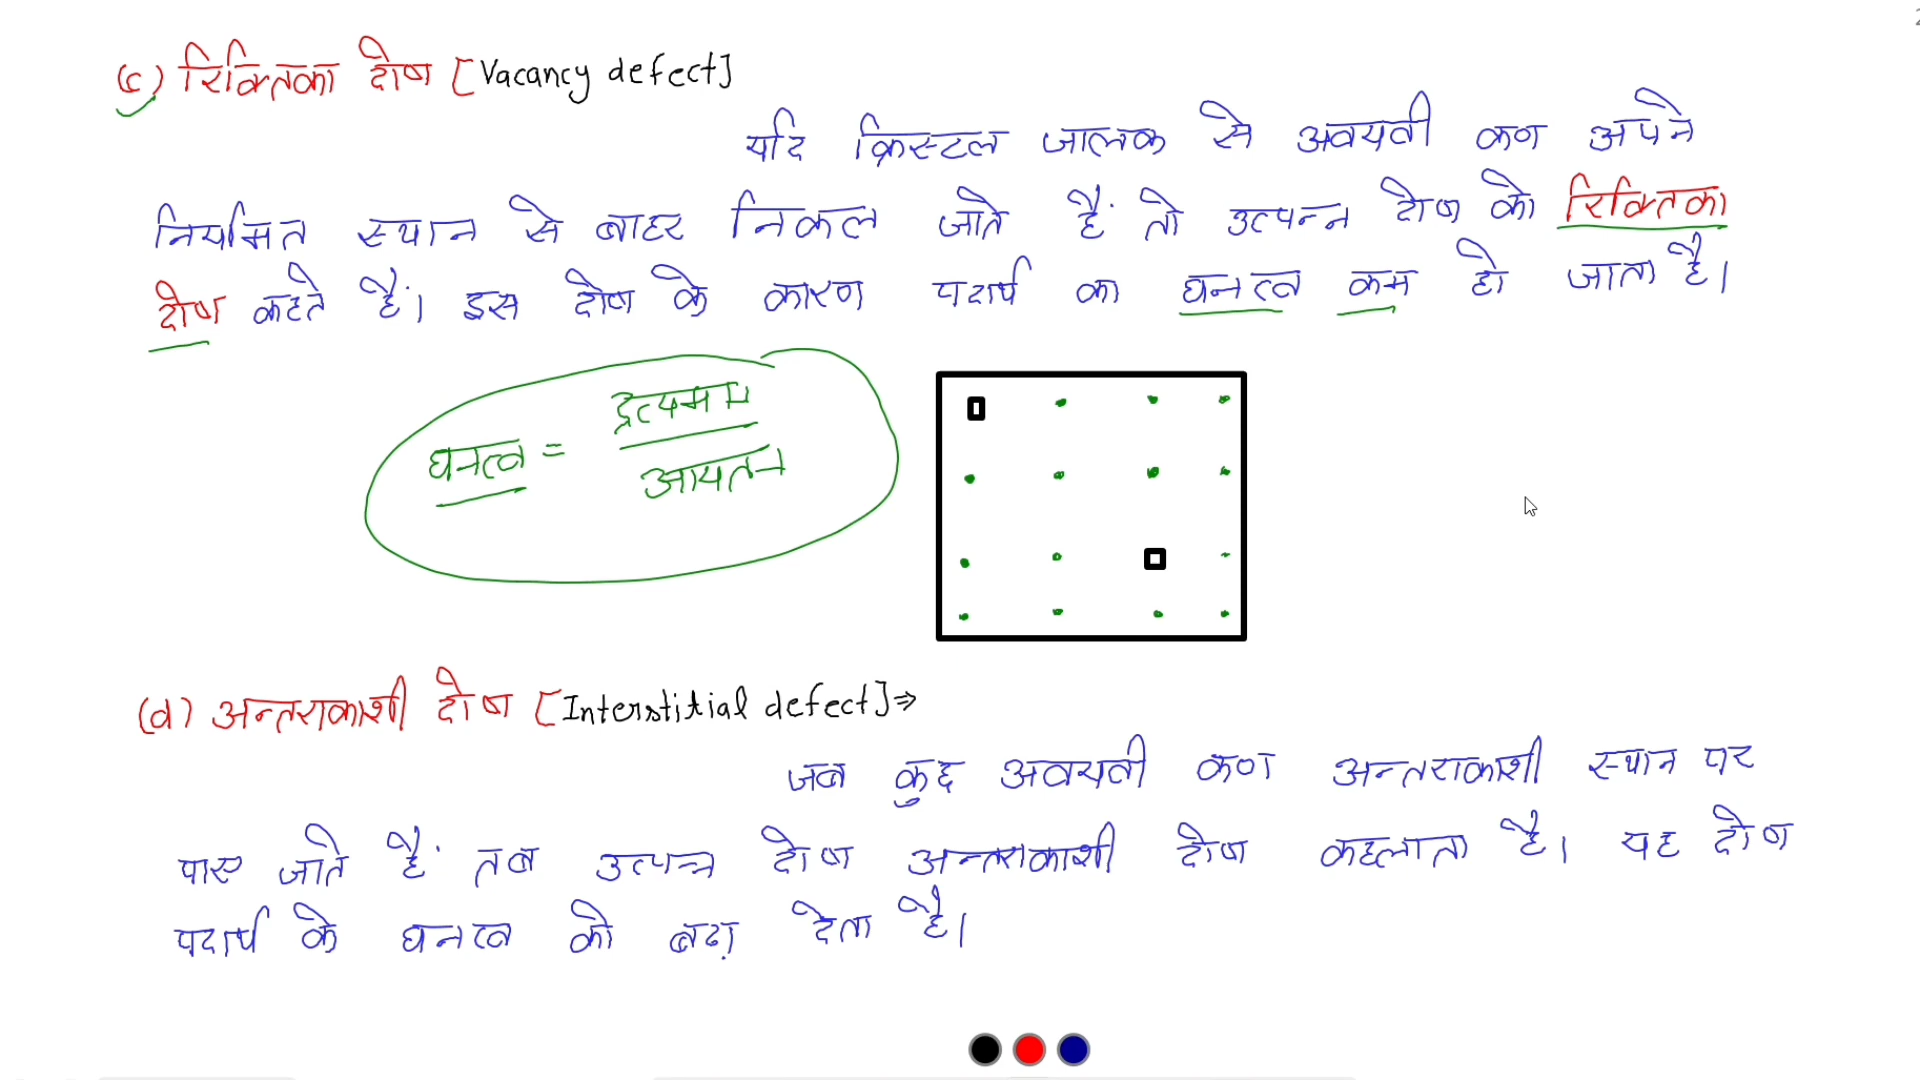 (c) रिक्तिका दोष [Vacancy defect]
यदि क्रिस्टल जालक से अवयवी कण अपने
नियमित स्थान से बाहर निकल जाते हैं तो उत्पन्न दोष को रिक्तिका
दोष कहते हैं। इस दोष के कारण पदार्थ का घनत्व कम हो जाता है।
घनत्व = द्रव्यमान
आयतन
(d) अन्तराकाशी दोष [Interstitial defect]⇒
जब कुछ अवयवी कण अन्तराकाशी स्थान पर
पाए जाते हैं तब उत्पन्न दोष अन्तराकाशी दोष कहलाता है। यह दोष
पदार्थ के घनत्व को बढ़ा देता है।